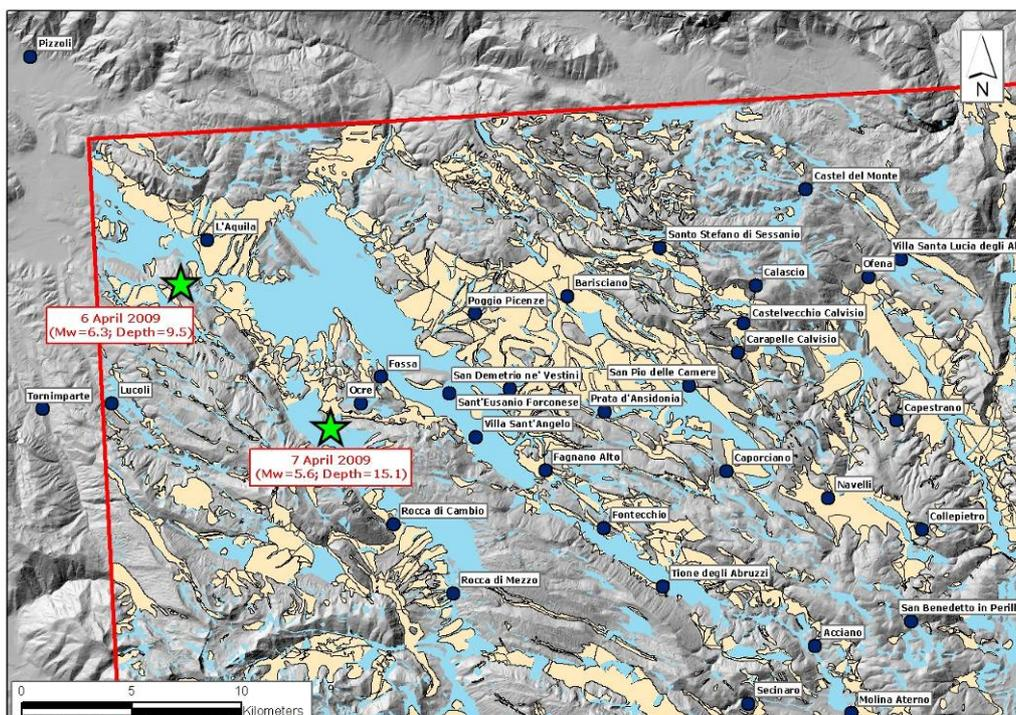 Pizzoli
N
Castel del Monte
L'Aquila
Santo Stefano di Sessanio
Villa Santa Lucia degli Al
Ofena
Calascio
Barisciano
Poggio Picenze
Castelvecchio Calvisio
6 April 2009
(Mw=6.3; Depth=9.5)
Carapelle Calvisio
Fossa
San Demetrio ne' Vestini
San Pio delle Camere
Tornimparte
Lucoli
Ocre
Sant'Eusanio Forconese
Prata d'Ansidonia
Capestrano
Villa Sant'Angelo
7 April 2009
(Mw=5.6; Depth=15.1)
Fagnano Alto
Caporciano
Navelli
Rocca di Cambio
Fontecchio
Collepietro
Rocca di Mezzo
Tione degli Abruzzi
San Benedetto in Perill
Acciano
Secinaro
Molina Aterno
0 5 10
Kilometers